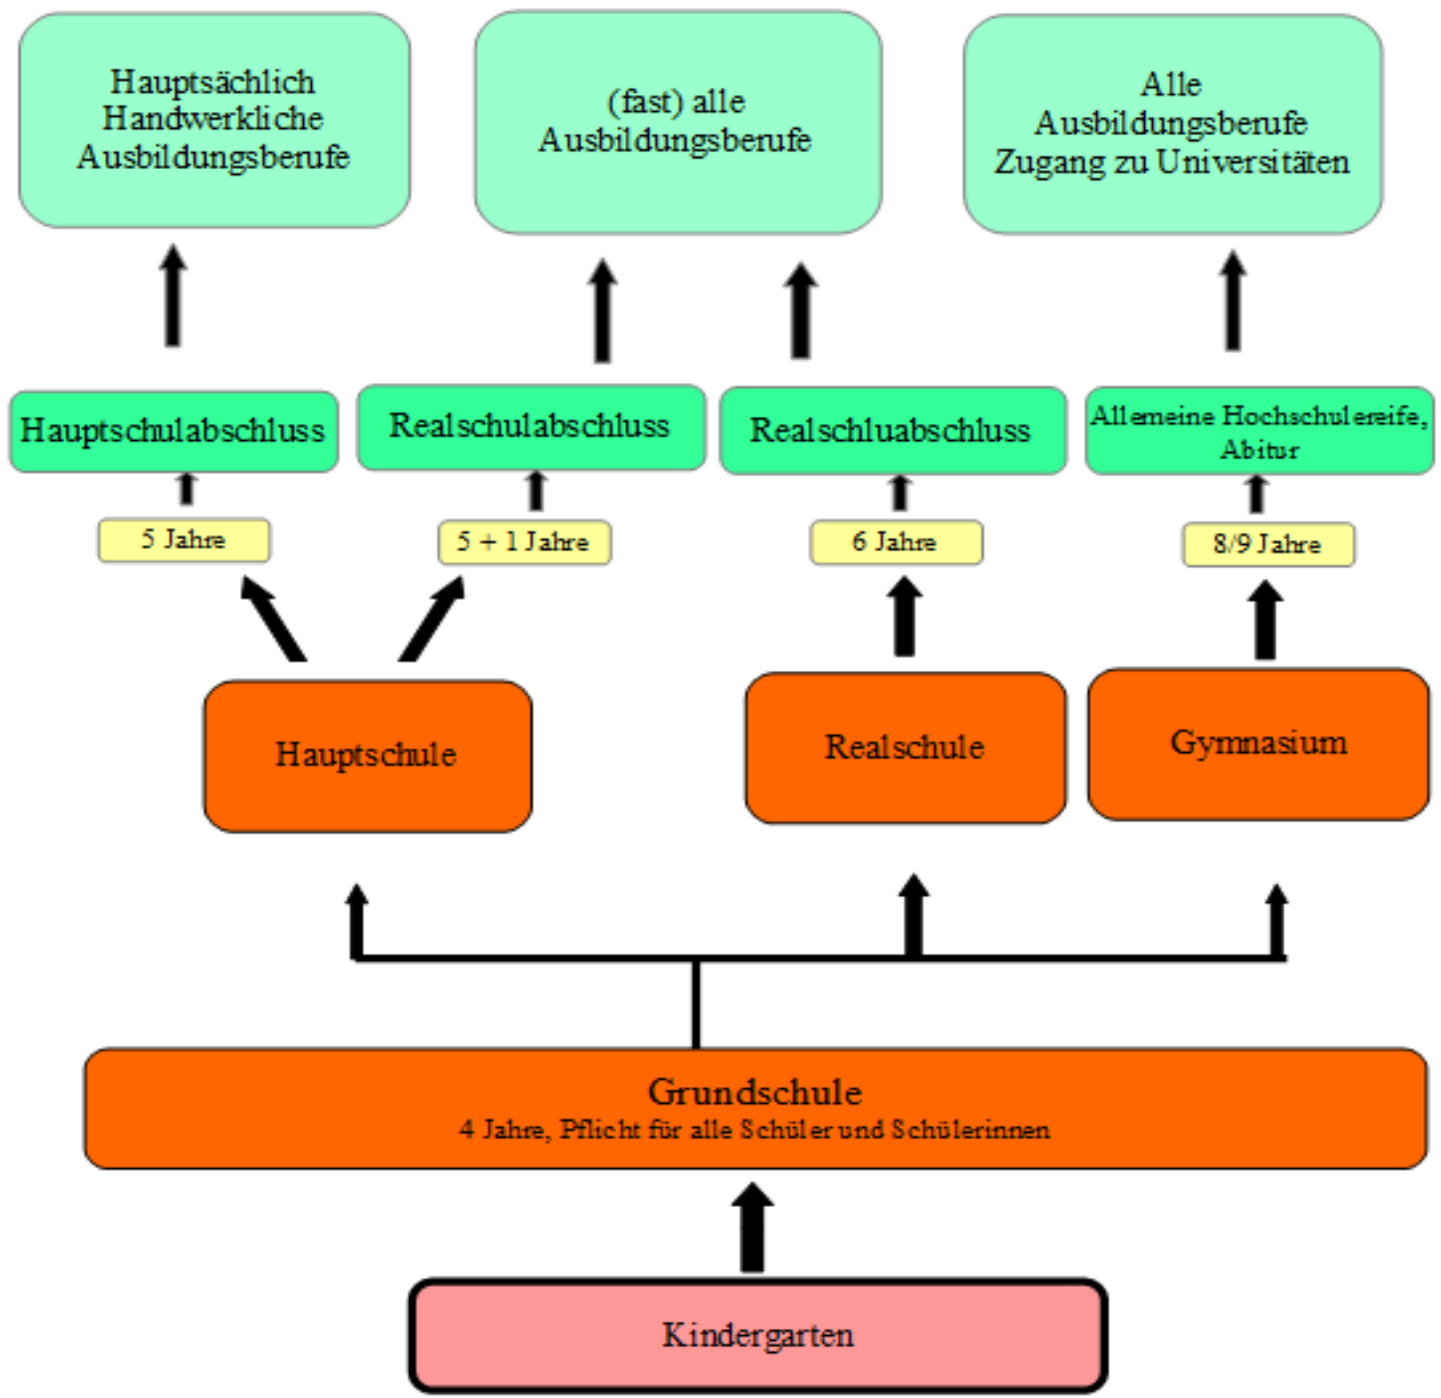 Hauptsächlich
Handwerkliche
Ausbildungsberufe
(fast) alle
Ausbildungsberufe
Alle
Ausbildungsberufe
Zugang zu Universitäten
Hauptschulabschluss
Realschulabschluss
Realschluabschluss
Allemeine Hochschulereife,
Abitur
5 Jahre
5 + 1 Jahre
6 Jahre
8/9 Jahre
Hauptschule
Realschule
Gymnasium
Grundschule
4 Jahre, Pflicht für alle Schüler und Schülerinnen
Kindergarten